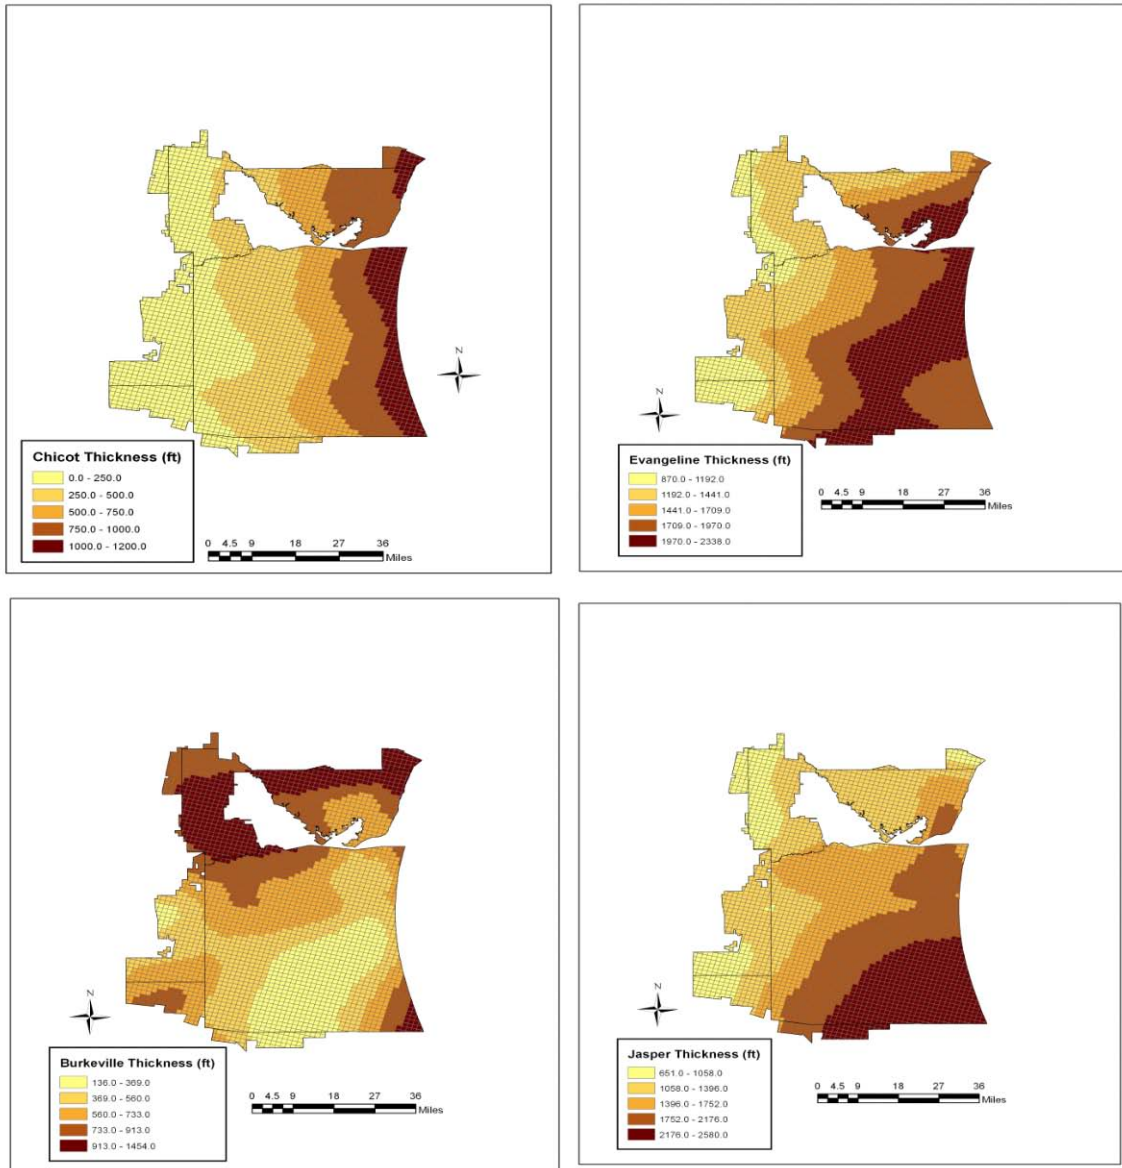 N
Chicot Thickness (ft)
0.0 - 250.0
250.0 - 500.0
500.0 - 750.0
750.0 - 1000.0
1000.0 - 1200.0
0 4.5 9 18 27 36
Miles
N
Evangeline Thickness (ft)
870.0 - 1192.0
1192.0 - 1441.0
1441.0 - 1709.0
1709.0 - 1970.0
1970.0 - 2338.0
0 4.5 9 18 27 36
Miles
N
Burkeville Thickness (ft)
136.0 - 369.0
369.0 - 560.0
560.0 - 733.0
733.0 - 913.0
913.0 - 1454.0
0 4.5 9 18 27 36
Miles
N
Jasper Thickness (ft)
651.0 - 1058.0
1058.0 - 1396.0
1396.0 - 1752.0
1752.0 - 2176.0
2176.0 - 2580.0
0 4.5 9 18 27 36
Miles